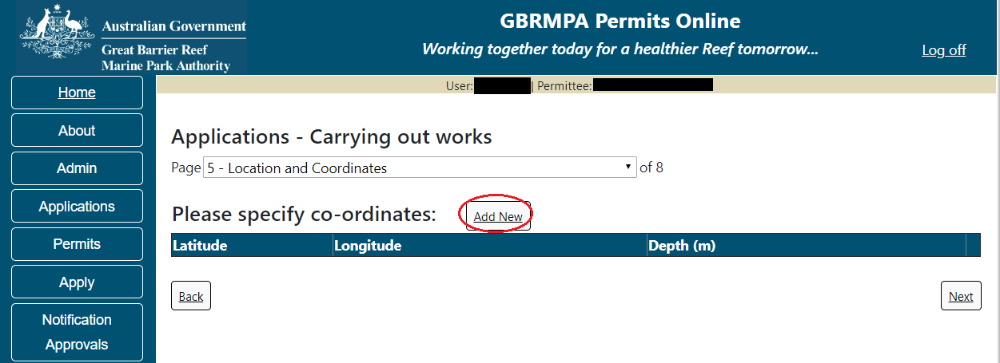 Australian Government
Great Barrier Reef
Marine Park Authority
GBRMPA Permits Online
Working together today for a healthier Reef tomorrow...
Log off
User: | Permittee:
Home
About
Admin
Applications
Permits
Apply
Notification
Approvals
Applications - Carrying out works
Page 5 - Location and Coordinates of 8
Please specify co-ordinates: Add New
Latitude Longitude Depth (m)
Back Next